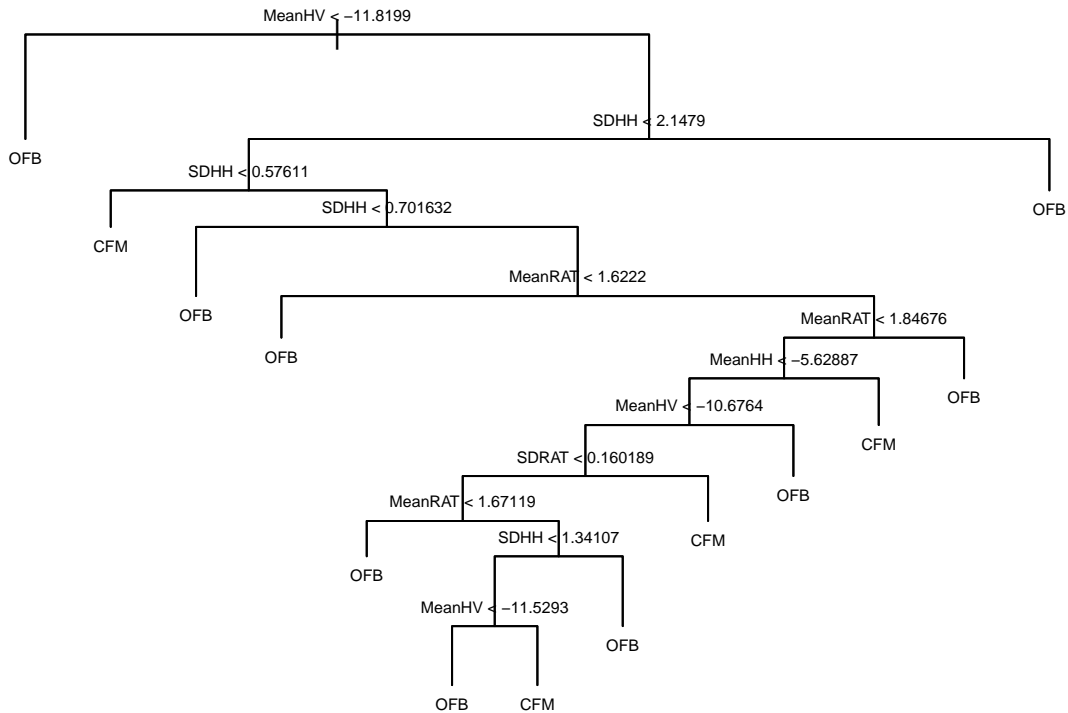 MeanHV < −11.8199
SDHH < 2.1479
OFB
SDHH < 0.57611
OFB
SDHH < 0.701632
CFM
MeanRAT < 1.6222
OFB
MeanRAT < 1.84676
OFB
MeanHH < −5.62887
OFB
MeanHV < −10.6764
CFM
SDRAT < 0.160189
OFB
MeanRAT < 1.67119
CFM
SDHH < 1.34107
OFB
MeanHV < −11.5293
OFB
OFB
CFM